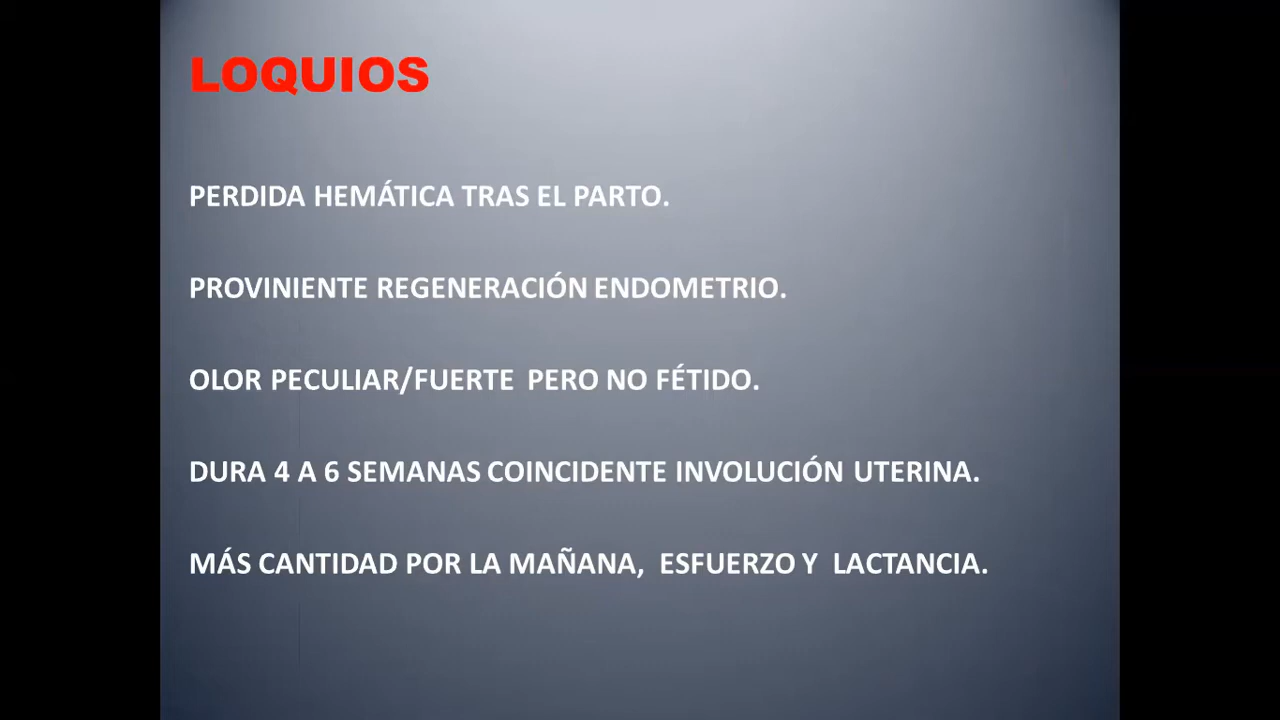 LOQUIOS
PERDIDA HEMÁTICA TRAS EL PARTO.
PROVINIENTE REGENERACIÓN ENDOMETRIO.
OLOR PECULIAR/FUERTE PERO NO FÉTIDO.
DURA 4 A 6 SEMANAS COINCIDENTE INVOLUCIÓN UTERINA.
MÁS CANTIDAD POR LA MAÑANA, ESFUERZO Y LACTANCIA.